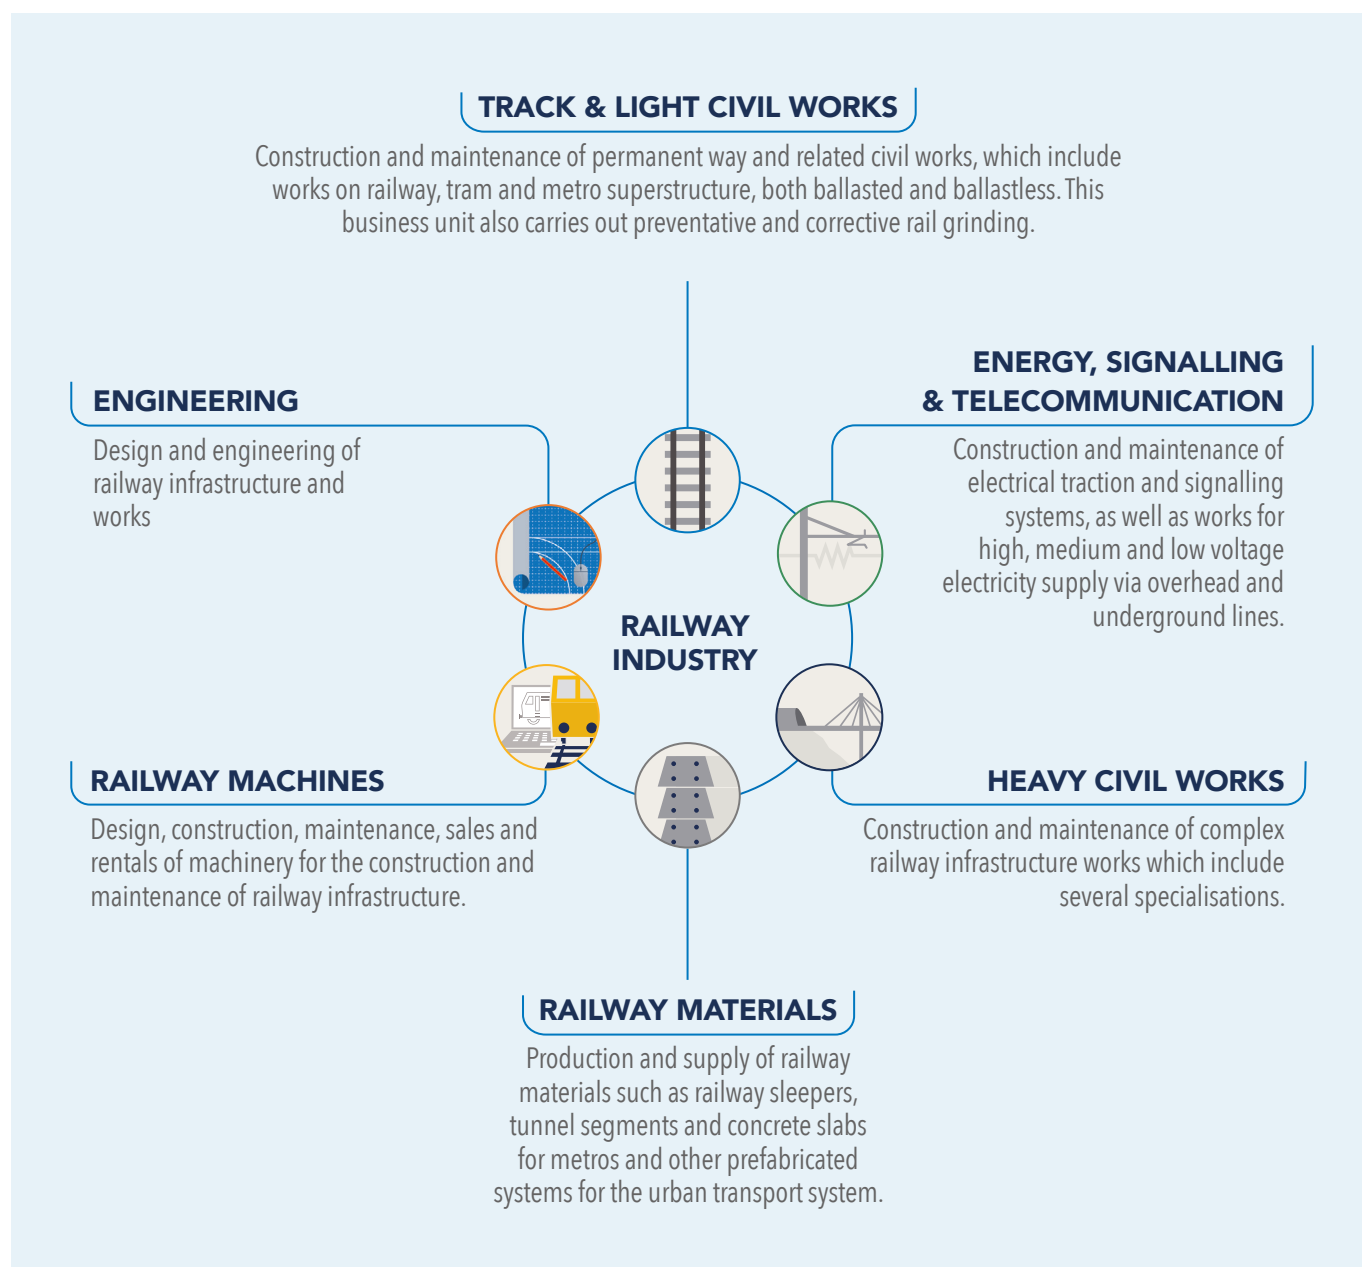 TRACK & LIGHT CIVIL WORKS
Construction and maintenance of permanent way and related civil works, which include
works on railway, tram and metro superstructure, both ballasted and ballastless. This
business unit also carries out preventative and corrective rail grinding.
ENGINEERING
Design and engineering of
railway infrastructure and
works
ENERGY, SIGNALLING
& TELECOMMUNICATION
Construction and maintenance of
electrical traction and signalling
systems, as well as works for
high, medium and low voltage
electricity supply via overhead and
underground lines.
RAILWAY
INDUSTRY
RAILWAY MACHINES
Design, construction, maintenance, sales and
rentals of machinery for the construction and
maintenance of railway infrastructure.
HEAVY CIVIL WORKS
Construction and maintenance of complex
railway infrastructure works which include
several specialisations.
RAILWAY MATERIALS
Production and supply of railway
materials such as railway sleepers,
tunnel segments and concrete slabs
for metros and other prefabricated
systems for the urban transport system.